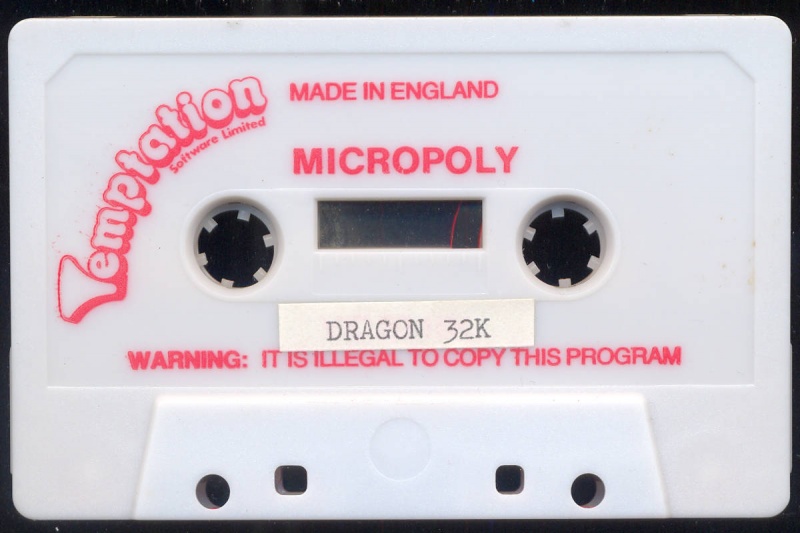 MADE IN ENGLAND
Temptation
Software Limited
MICROPOLY
DRAGON 32K
WARNING: IT IS ILLEGAL TO COPY THIS PROGRAM